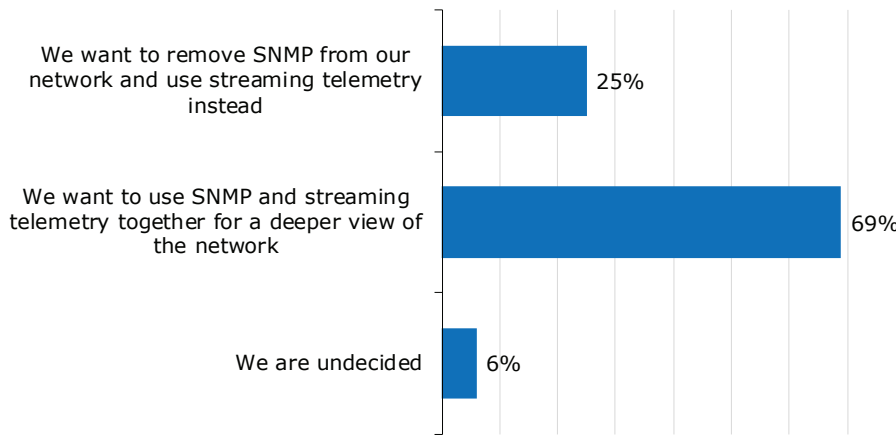 We want to remove SNMP from our
network and use streaming telemetry
instead
25%
We want to use SNMP and streaming
telemetry together for a deeper view of
the network
69%
We are undecided
6%